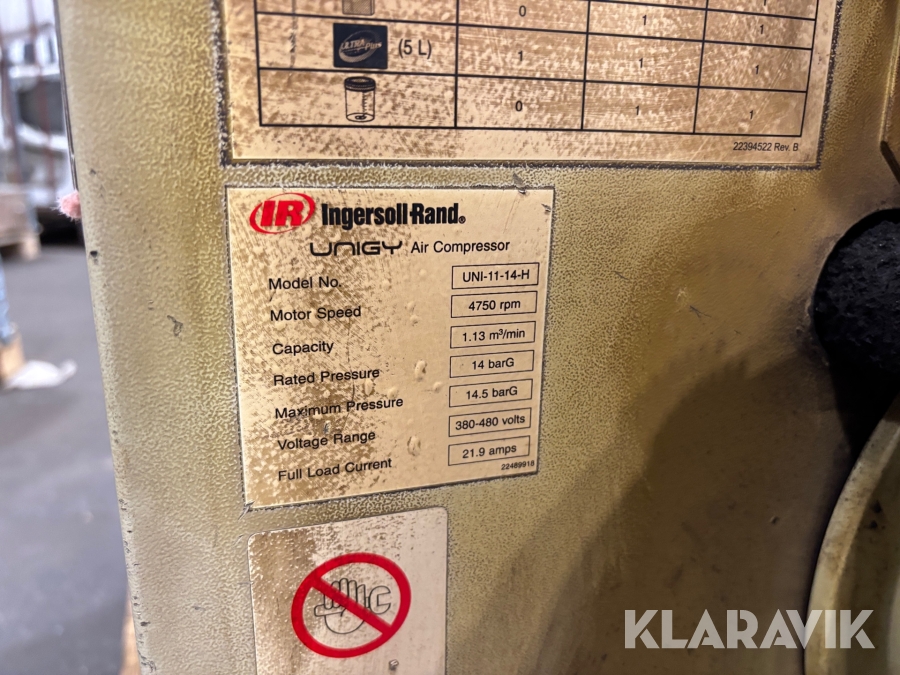 0 1 1
ULTRA Plus (5 L) 1 1 1
0 1 1
22394522 Rev. B
IR Ingersoll Rand®
UNIGY Air Compressor
Model No. UNI-11-14-H
Motor Speed 4750 rpm
Capacity 1.13 m³/min
Rated Pressure 14 barG
Maximum Pressure 14.5 barG
Voltage Range 380-480 volts
Full Load Current 21.9 amps
22489918
KLARAVIK